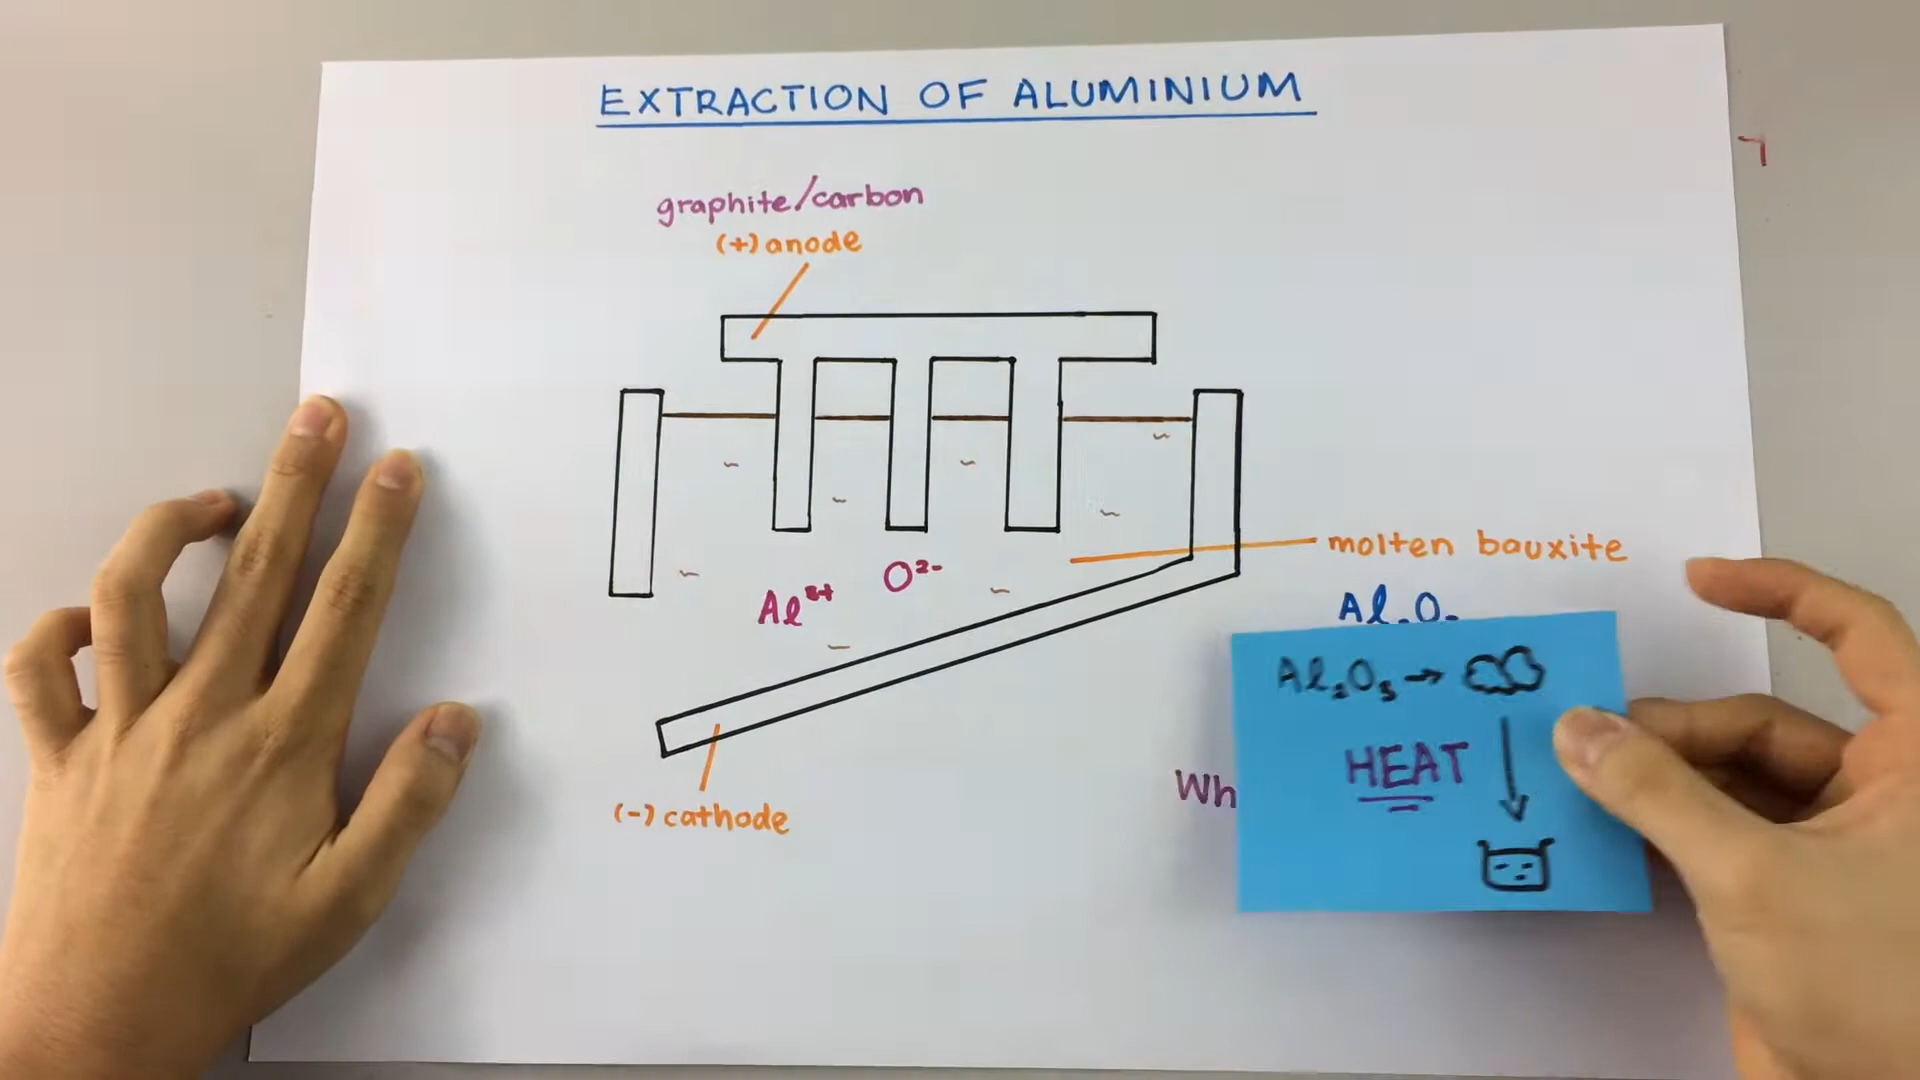 EXTRACTION OF ALUMINIUM
graphite/carbon
(+) anode
molten bauxite
Al³⁺
O²⁻
Al₂O₃ →
HEAT
Wh
(-) cathode